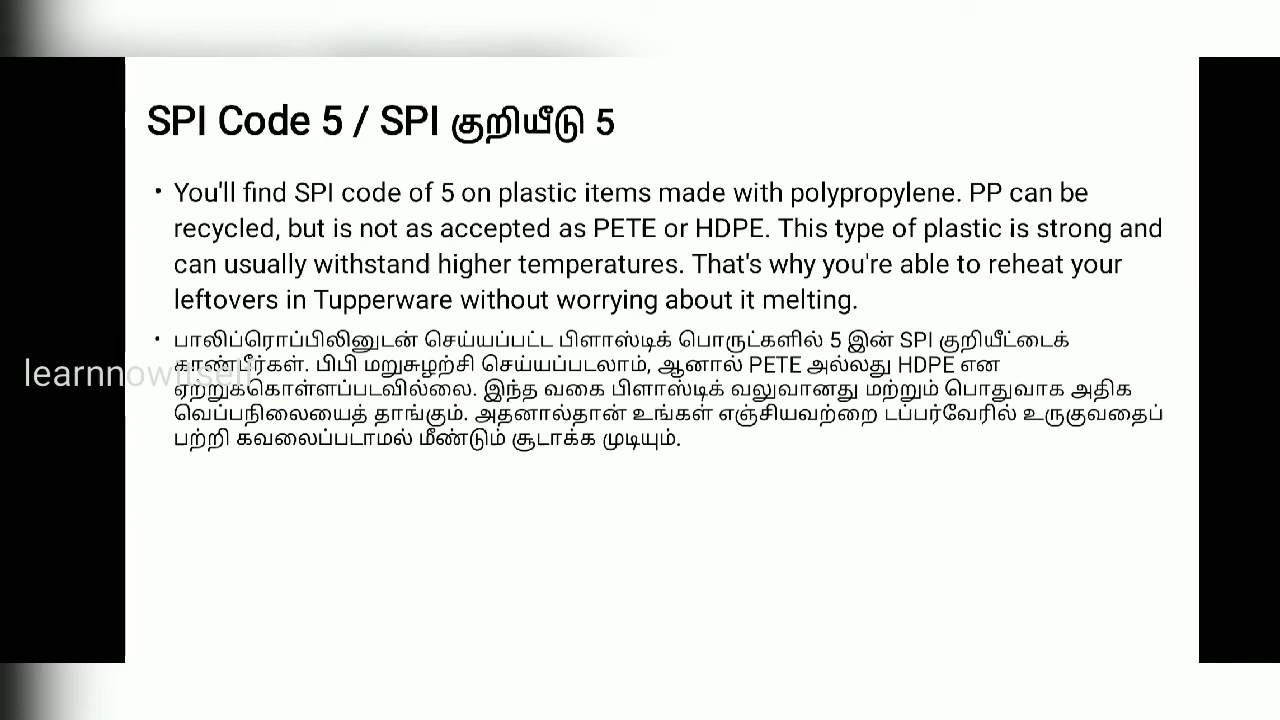 SPI Code 5 / SPI குறியீடு 5
• You'll find SPI code of 5 on plastic items made with polypropylene. PP can be
recycled, but is not as accepted as PETE or HDPE. This type of plastic is strong and
can usually withstand higher temperatures. That's why you're able to reheat your
leftovers in Tupperware without worrying about it melting.
• பாலிப்ரொப்பிலினுடன் செய்யப்பட்ட பிளாஸ்டிக் பொருட்களில் 5 இன் SPI குறியீட்டைக்
காண்பீர்கள். பிபி மறுசுழற்சி செய்யப்படலாம், ஆனால் PETE அல்லது HDPE என
ஏற்றுக்கொள்ளப்படவில்லை. இந்த வகை பிளாஸ்டிக் வலுவானது மற்றும் பொதுவாக அதிக
வெப்பநிலையைத் தாங்கும். அதனால்தான் உங்கள் எஞ்சியவற்றை டப்பர்வேரில் உருகுவதைப்
பற்றி கவலைப்படாமல் மீண்டும் சூடாக்க முடியும்.
learnnowitself